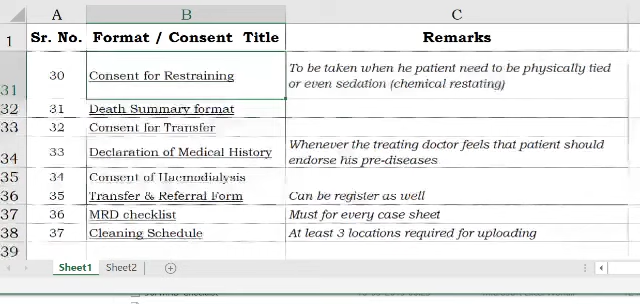 A B C
1 Sr. No. Format / Consent Title Remarks
31 30 Consent for Restraining To be taken when he patient need to be physically tied
or even sedation (chemical restating)
32 31 Death Summary format
33 32 Consent for Transfer
34 33 Declaration of Medical History Whenever the treating doctor feels that patient should
endorse his pre-diseases
35 34 Consent of Haemodialysis
36 35 Transfer & Referral Form Can be register as well
37 36 MRD checklist Must for every case sheet
38 37 Cleaning Schedule At least 3 locations required for uploading
39
Sheet1 Sheet2